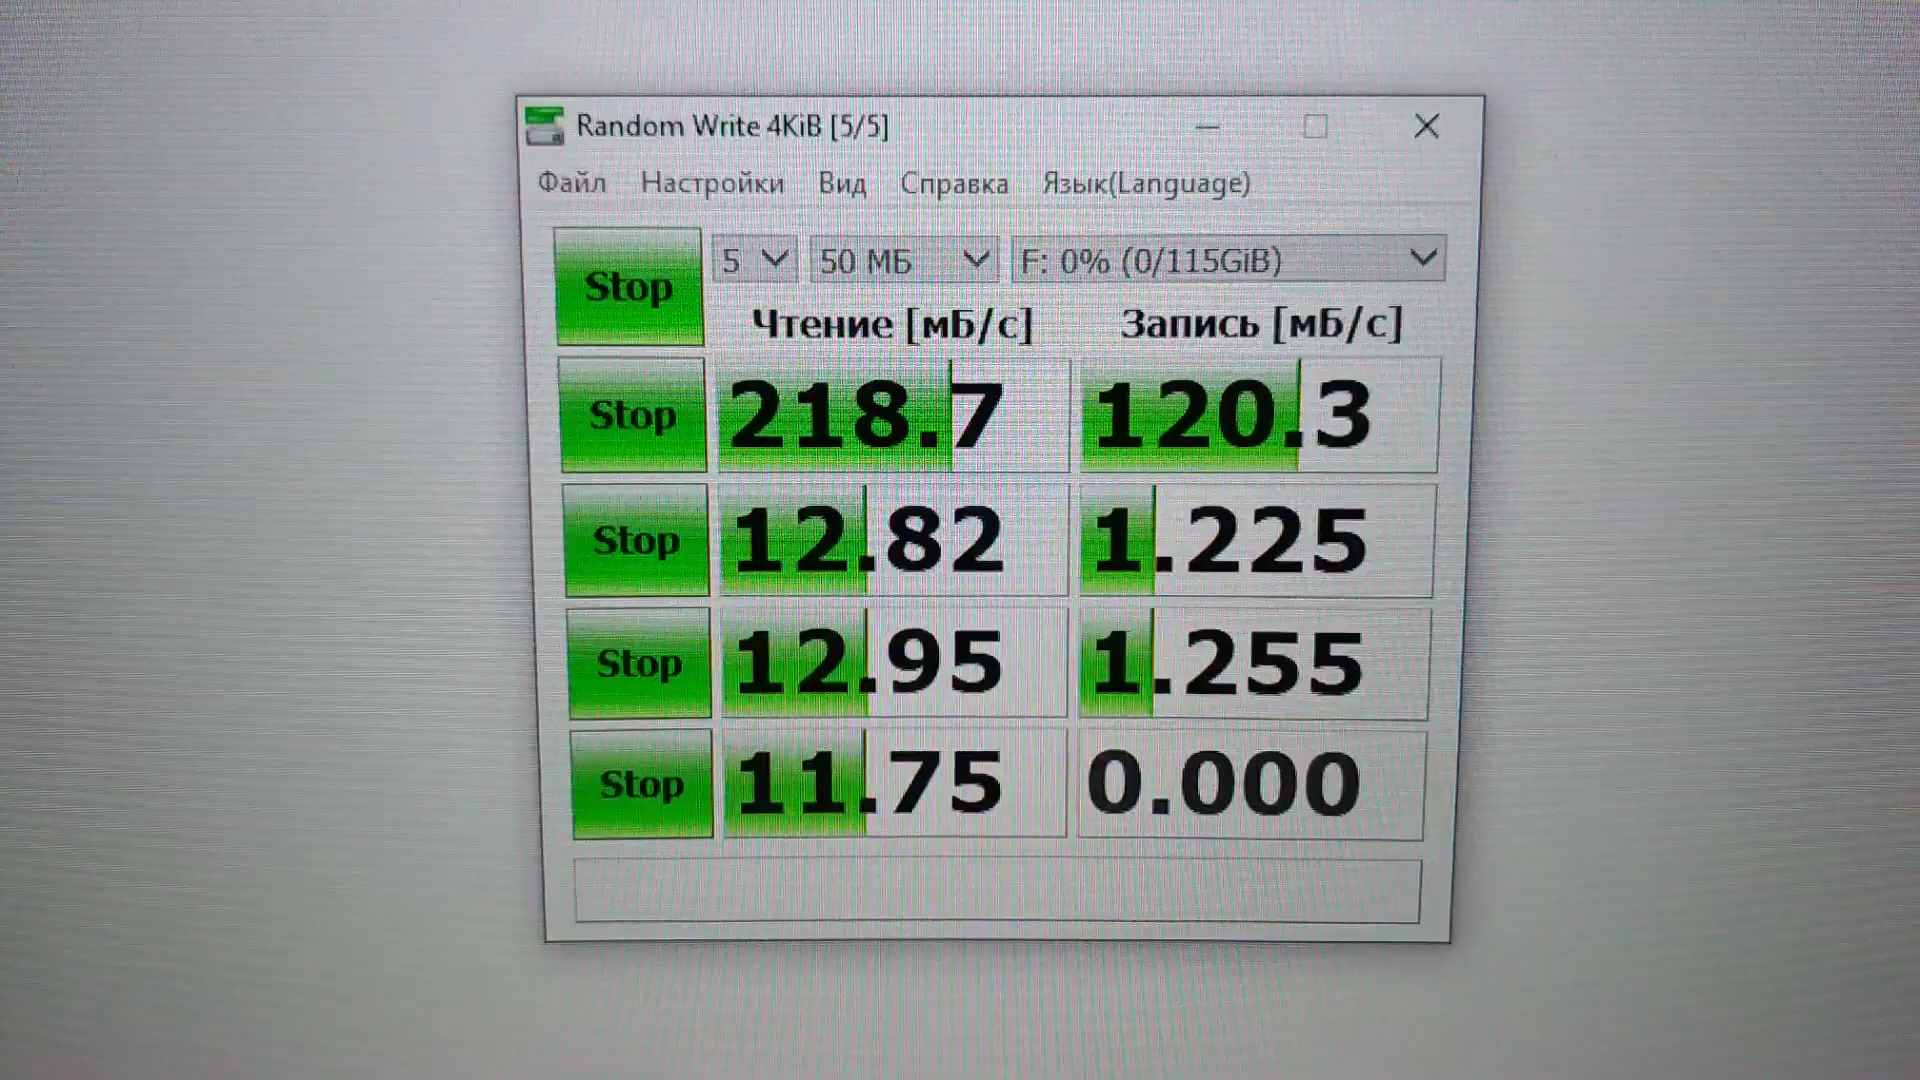 Random Write 4KiB [5/5]
Файл Настройки Вид Справка Язык(Language)
Stop 5 50 МБ F: 0% (0/115GiB)
Чтение [мБ/с] Запись [мБ/с]
Stop 218.7 120.3
Stop 12.82 1.225
Stop 12.95 1.255
Stop 11.75 0.000